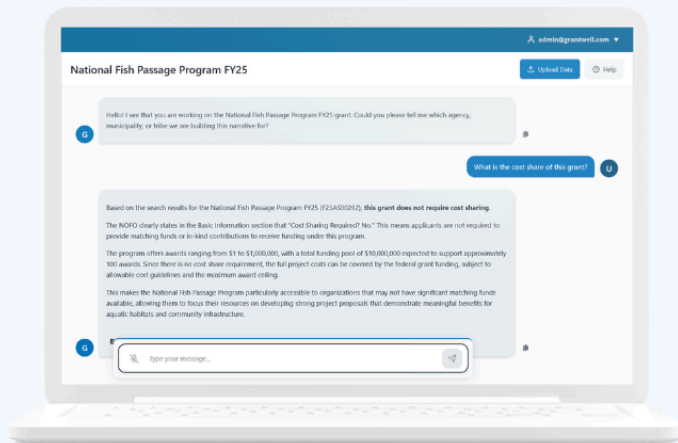 admin@grantwell.com
National Fish Passage Program FY25
Upload Data
Help
Hello! I see that you are working on the National Fish Passage Program FY25 grant. Could you please tell me which agency,
municipality, or tribe we are building this narrative for?
G
What is the cost share of this grant?
U
Based on the search results for the National Fish Passage Program FY25 (F25AS00282), this grant does not require cost sharing.
The NOFO clearly states in the Basic Information section that "Cost Sharing Required? No." This means applicants are not required to
provide matching funds or in-kind contributions to receive funding under this program.
The program offers awards ranging from $1 to $1,000,000, with a total funding pool of $10,000,000 expected to support approximately
100 awards. Since there is no cost share requirement, the full project costs can be covered by the federal grant funding, subject to
allowable cost guidelines and the maximum award ceiling.
This makes the National Fish Passage Program particularly accessible to organizations that may not have significant matching funds
available, allowing them to focus their resources on developing strong project proposals that demonstrate meaningful benefits for
aquatic habitats and community infrastructure.
G
Type your message...